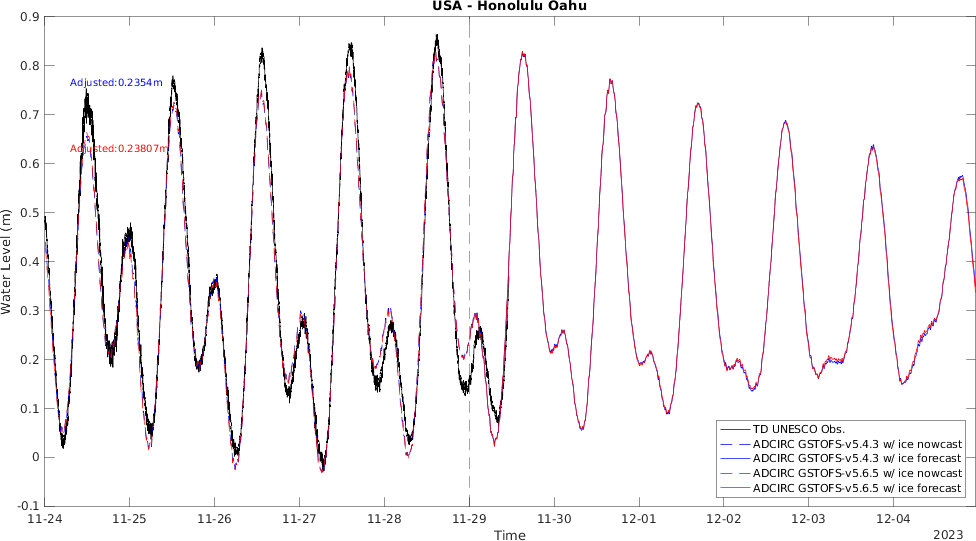 USA - Honolulu Oahu
0.9
0.8
0.7
0.6
0.5
0.4
0.3
0.2
0.1
0
-0.1
Water Level (m)
Adjusted:0.2354m
Adjusted:0.23807m
TD UNESCO Obs.
ADCIRC GSTOFS-v5.4.3 w/ ice nowcast
ADCIRC GSTOFS-v5.4.3 w/ ice forecast
ADCIRC GSTOFS-v5.6.5 w/ ice nowcast
ADCIRC GSTOFS-v5.6.5 w/ ice forecast
11-24 11-25 11-26 11-27 11-28 11-29 11-30 12-01 12-02 12-03 12-04
Time
2023